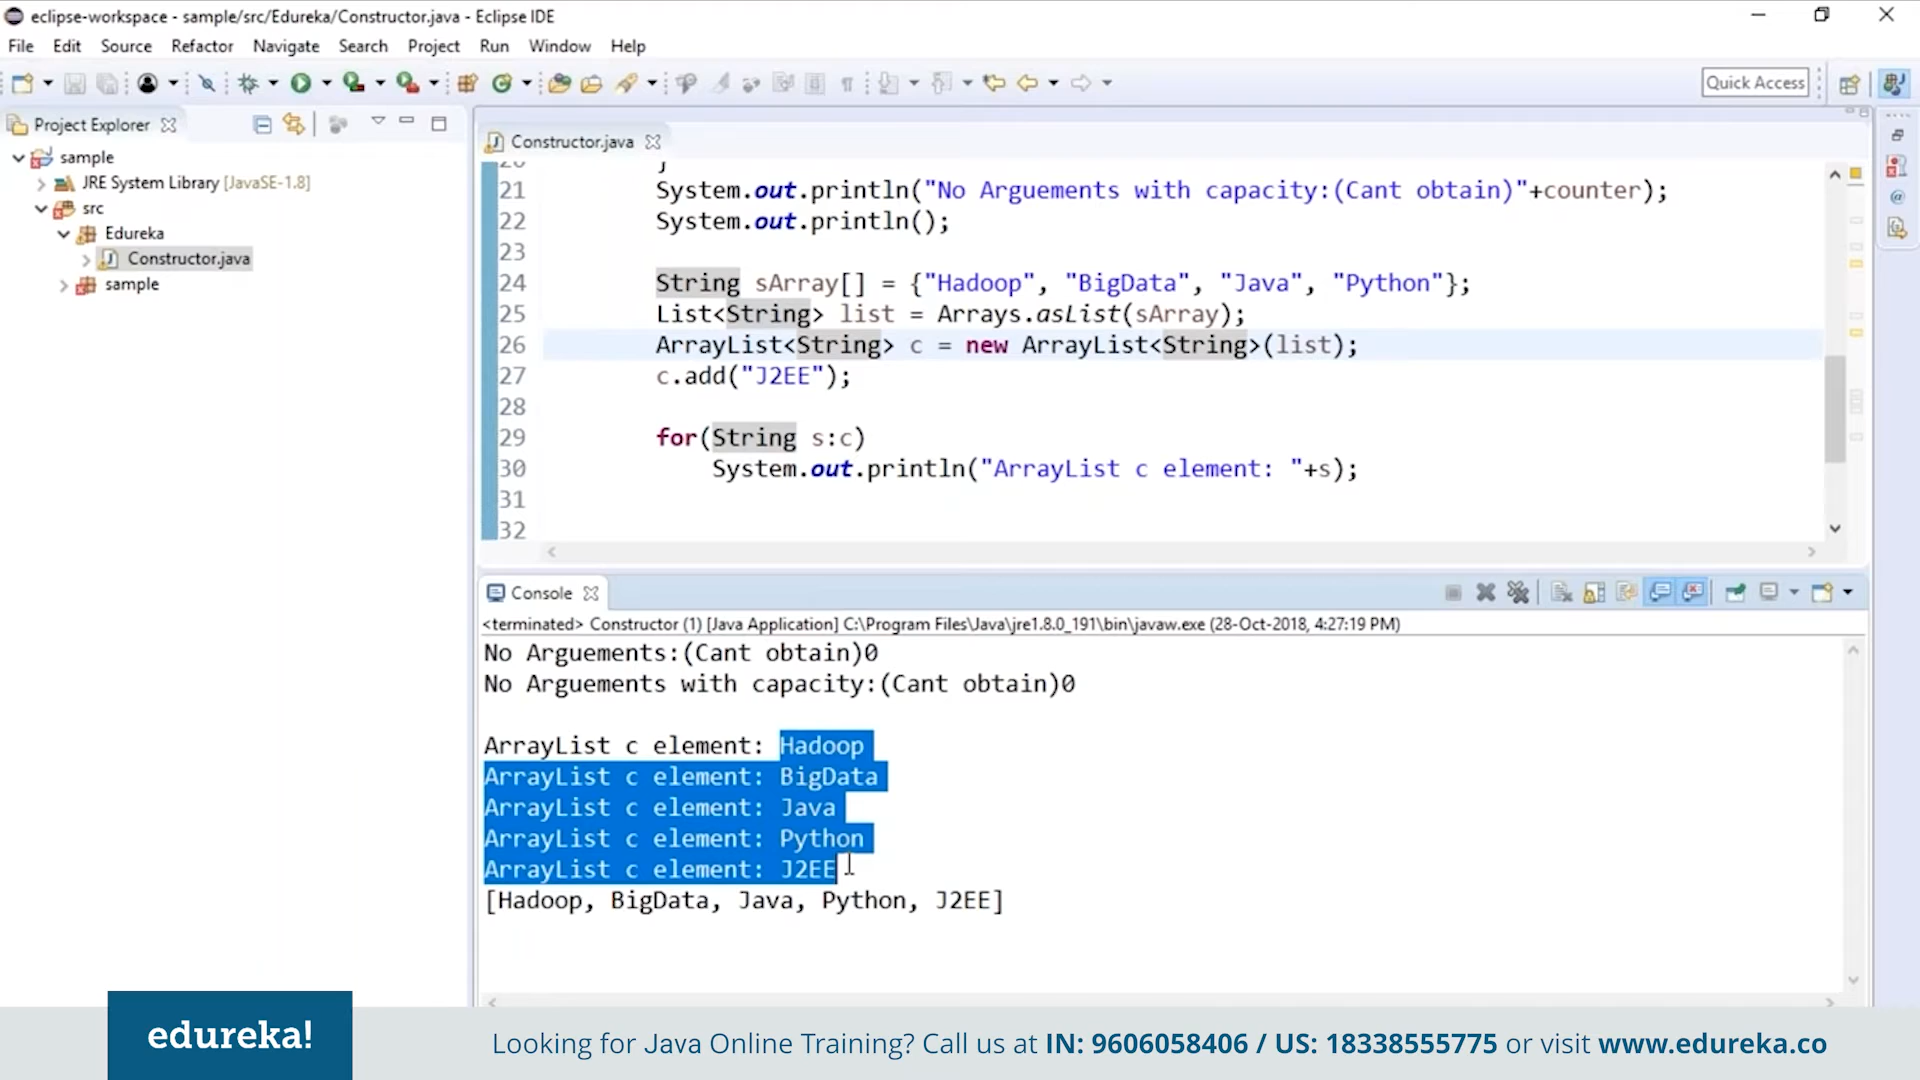 eclipse-workspace - sample/src/Edureka/Constructor.java - Eclipse IDE
File Edit Source Refactor Navigate Search Project Run Window Help
Quick Access
Project Explorer
sample
JRE System Library [JavaSE-1.8]
src
Edureka
Constructor.java
sample
Constructor.java
20 }
21 System.out.println("No Arguements with capacity:(Cant obtain)"+counter);
22 System.out.println();
23
24 String sArray[] = {"Hadoop", "BigData", "Java", "Python"};
25 List<String> list = Arrays.asList(sArray);
26 ArrayList<String> c = new ArrayList<String>(list);
27 c.add("J2EE");
28
29 for(String s:c)
30 System.out.println("ArrayList c element: "+s);
31
32
Console
<terminated> Constructor (1) [Java Application] C:\Program Files\Java\jre1.8.0_191\bin\javaw.exe (28-Oct-2018, 4:27:19 PM)
No Arguements:(Cant obtain)0
No Arguements with capacity:(Cant obtain)0
ArrayList c element: Hadoop
ArrayList c element: BigData
ArrayList c element: Java
ArrayList c element: Python
ArrayList c element: J2EE
[Hadoop, BigData, Java, Python, J2EE]
edureka!
Looking for Java Online Training? Call us at IN: 9606058406 / US: 18338555775 or visit www.edureka.co